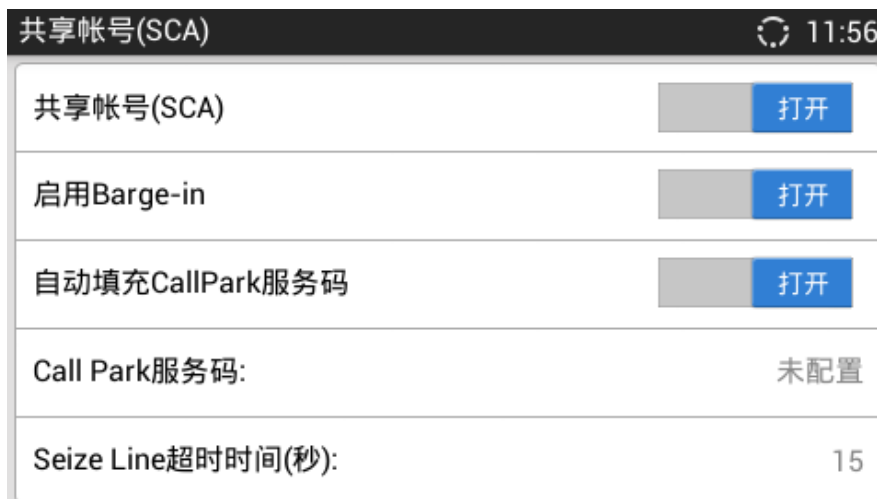 共享帐号(SCA) 11:56
共享帐号(SCA) 打开
启用Barge-in 打开
自动填充CallPark服务码 打开
Call Park服务码: 未配置
Seize Line超时时间(秒): 15